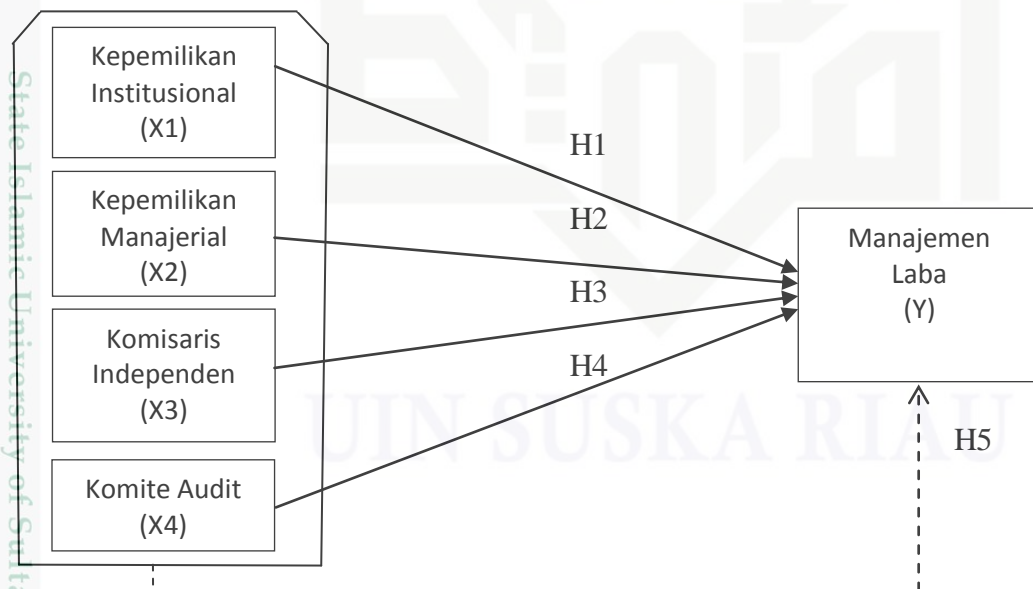 Kepemilikan
Institusional
(X1)
Kepemilikan
Manajerial
(X2)
Komisaris
Independen
(X3)
Komite Audit
(X4)
H1
H2
H3
H4
Manajemen
Laba
(Y)
H5
UIN SUSKA RIAU
State Islamic University of Sulta